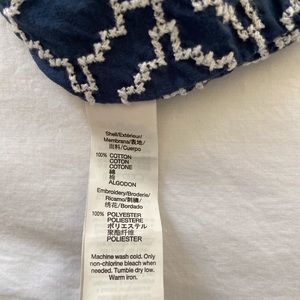 Shell/Extérieur/
Membrana/表地/
面料/Cuerpo
100% COTTON
COTON
COTONE
綿
棉
ALGODON
Embroidery/Broderie/
Ricamo/刺繍/
绣花/Bordado
100% POLYESTER
POLIESTERE
ポリエステル
聚酯纤维
POLIESTER
Machine wash cold. Only
non-chlorine bleach when
needed. Tumble dry low.
Warm iron.